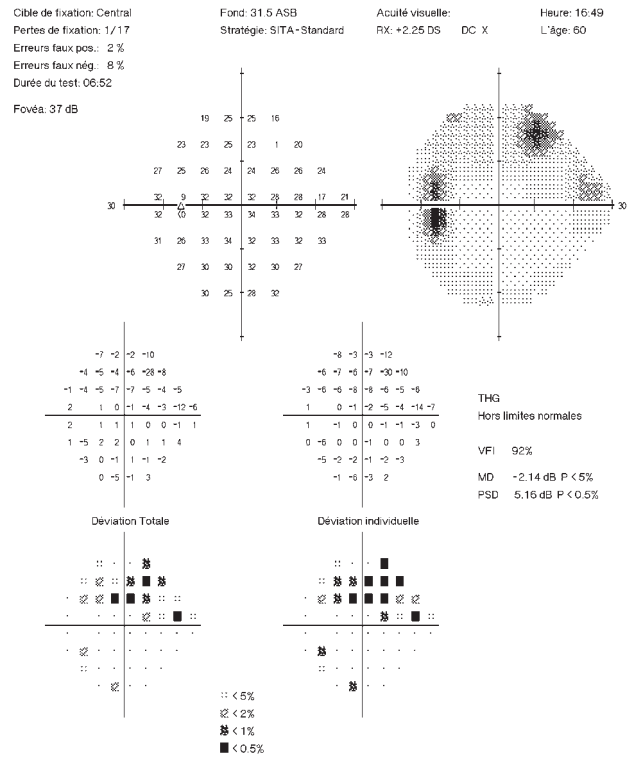 Cible de fixation: Central Fond: 31.5 ASB Acuité visuelle: Heure: 16:49
Pertes de fixation: 1/17 Stratégie: SITA-Standard RX: +2.25 DS DC X L'âge: 60
Erreurs faux pos.: 2 %
Erreurs faux nég.: 8 %
Durée du test: 06:52
Fovéa: 37 dB
19 25 25 16
23 23 25 23 1 20
27 25 26 24 24 26 26 24
32 9 32 32 32 28 28 17 21
30 30
32 <0 32 33 34 33 32 28 28
31 26 33 34 32 33 32 33
27 30 30 32 30 27
30 25 28 32
-7 -2 -2 -10 -8 -3 -3 -12
-4 -5 -4 -6 -28 -8 -6 -7 -6 -7 -30 -10
-1 -4 -5 -7 -7 -5 -4 -5 -3 -6 -6 -8 -8 -6 -5 -6
2 1 0 -1 -4 -3 -12 -6 1 0 -1 -2 -5 -4 -14 -7
2 1 1 1 0 0 -1 1 1 -1 0 0 -1 -1 -3 0
1 -5 2 2 0 1 1 4 0 -6 0 0 -1 0 0 3
-3 0 -1 1 -1 -2 -5 -2 -2 -1 -2 -3
0 -5 -1 3 -1 -6 -3 2
THG
Hors limites normales
VFI 92%
MD -2.14 dB P < 5%
PSD 5.16 dB P < 0.5%
Déviation Totale Déviation individuelle
< 5%
< 2%
< 1%
< 0.5%